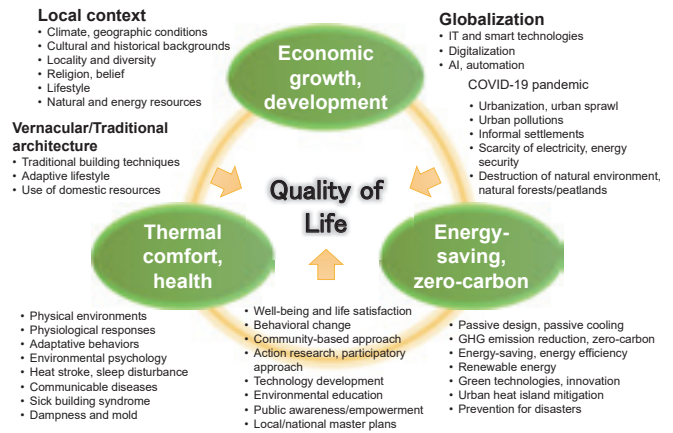 Local context
• Climate, geographic conditions
• Cultural and historical backgrounds
• Locality and diversity
• Religion, belief
• Lifestyle
• Natural and energy resources
Vernacular/Traditional
architecture
• Traditional building techniques
• Adaptive lifestyle
• Use of domestic resources
Economic
growth,
development
Globalization
• IT and smart technologies
• Digitalization
• AI, automation
COVID-19 pandemic
• Urbanization, urban sprawl
• Urban pollutions
• Informal settlements
• Scarcity of electricity, energy
security
• Destruction of natural environment,
natural forests/peatlands
Quality of
Life
Thermal
comfort,
health
Energy-
saving,
zero-carbon
• Physical environments
• Physiological responses
• Adaptative behaviors
• Environmental psychology
• Heat stroke, sleep disturbance
• Communicable diseases
• Sick building syndrome
• Dampness and mold
• Well-being and life satisfaction
• Behavioral change
• Community-based approach
• Action research, participatory
approach
• Technology development
• Environmental education
• Public awareness/empowerment
• Local/national master plans
• Passive design, passive cooling
• GHG emission reduction, zero-carbon
• Energy-saving, energy efficiency
• Renewable energy
• Green technologies, innovation
• Urban heat island mitigation
• Prevention for disasters